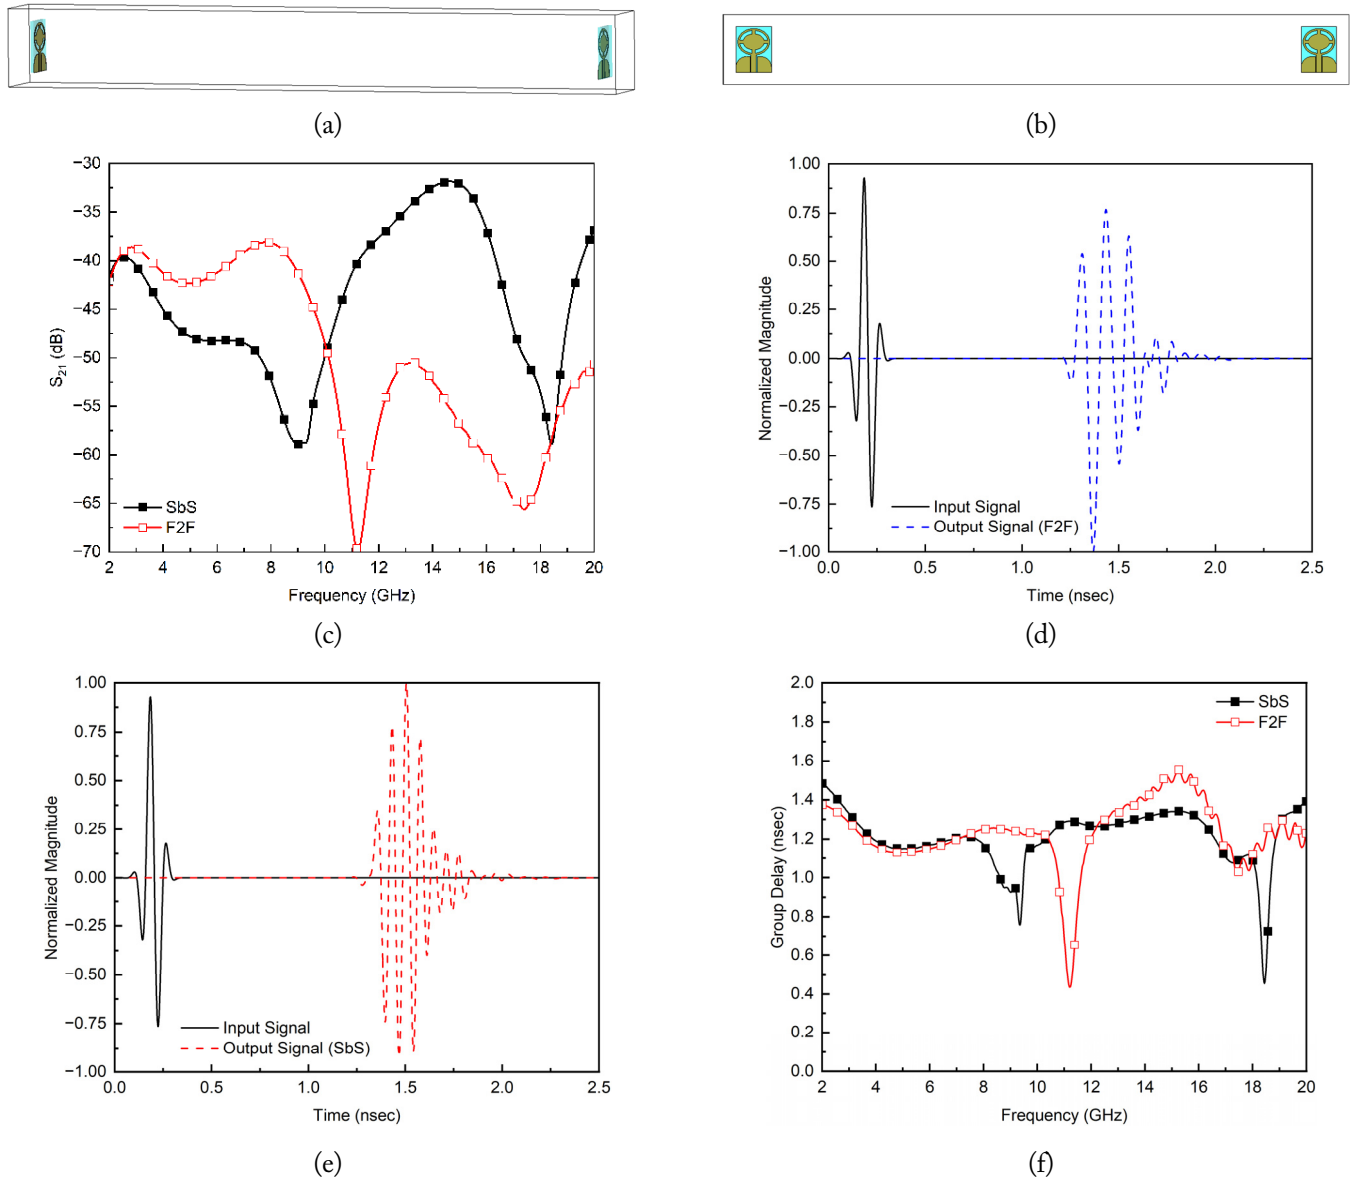 (a)
(b)
−30
−35
−40
−45
−50
−55
−60
−65
−70
S21 (dB)
SbS
F2F
2 4 6 8 10 12 14 16 18 20
Frequency (GHz)
(c)
1.00
0.75
0.50
0.25
0.00
−0.25
−0.50
−0.75
−1.00
Normalized Magnitude
Input Signal
Output Signal (F2F)
0.0 0.5 1.0 1.5 2.0 2.5
Time (nsec)
(d)
1.00
0.75
0.50
0.25
0.00
−0.25
−0.50
−0.75
−1.00
Normalized Magnitude
Input Signal
Output Signal (SbS)
0.0 0.5 1.0 1.5 2.0 2.5
Time (nsec)
(e)
2.0
1.8
1.6
1.4
1.2
1.0
0.8
0.6
0.4
0.2
0.0
Group Delay (nsec)
SbS
F2F
2 4 6 8 10 12 14 16 18 20
Frequency (GHz)
(f)